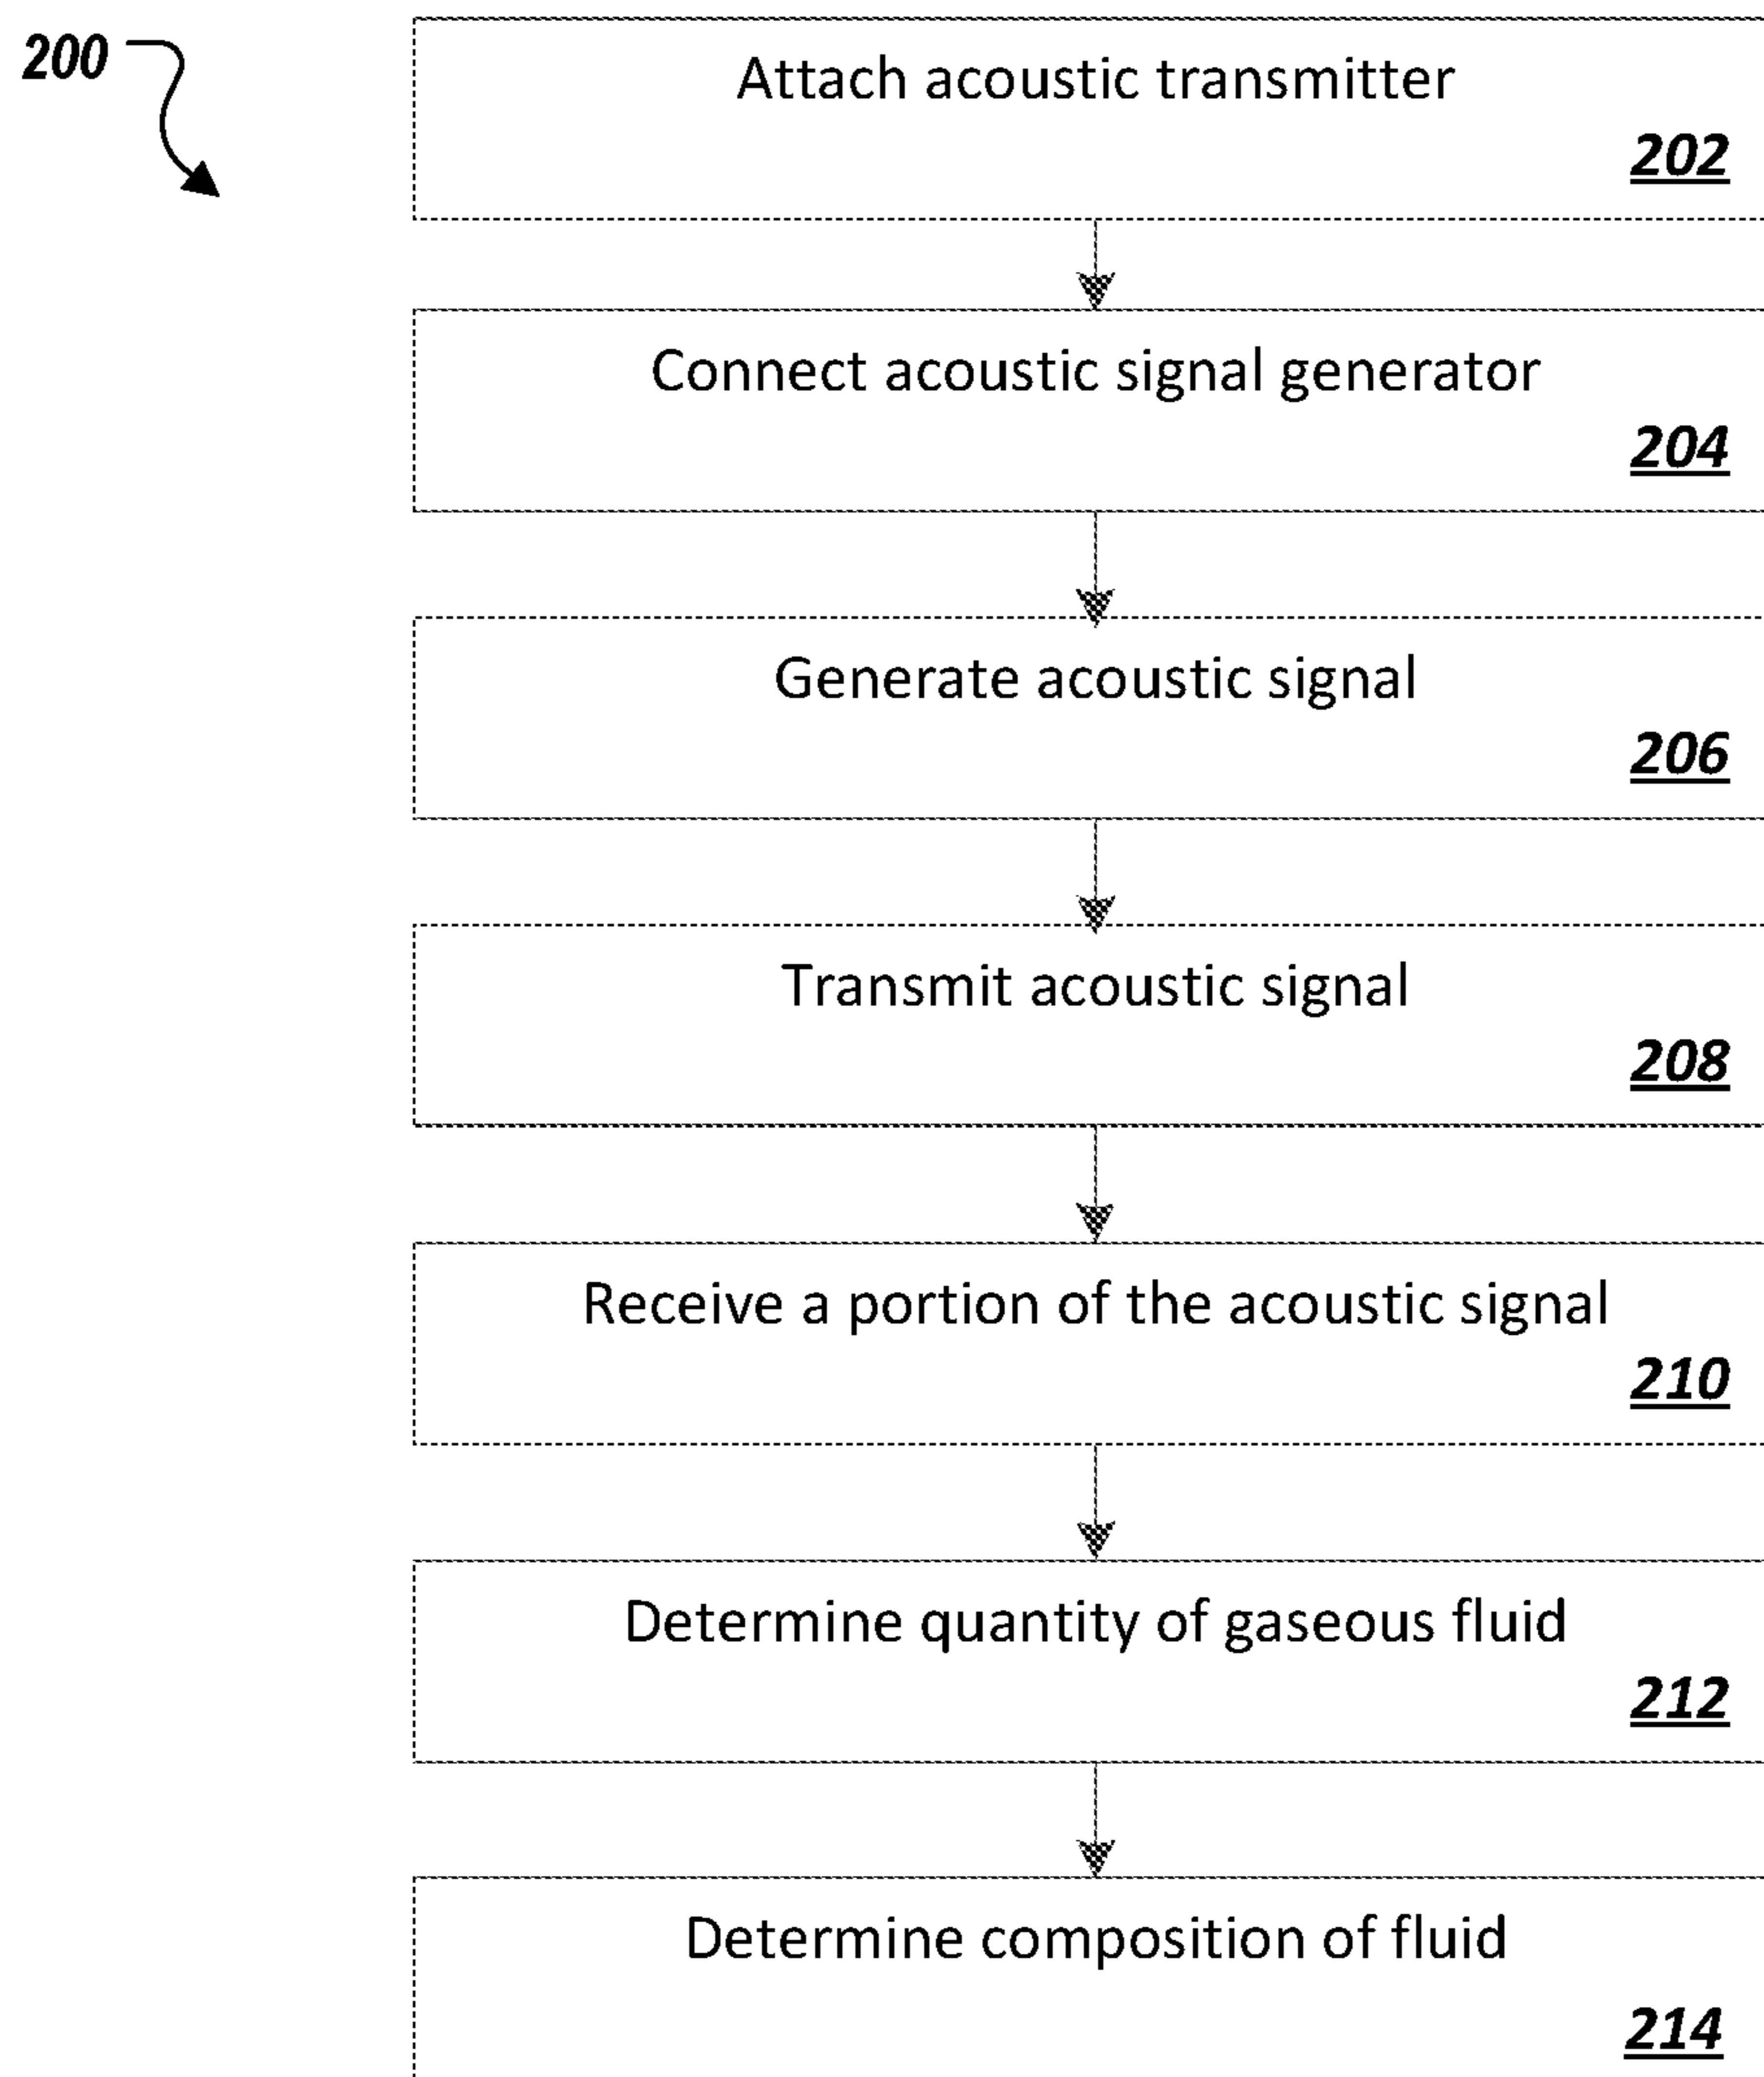 200
Attach acoustic transmitter
202
Connect acoustic signal generator
204
Generate acoustic signal
206
Transmit acoustic signal
208
Receive a portion of the acoustic signal
210
Determine quantity of gaseous fluid
212
Determine composition of fluid
214